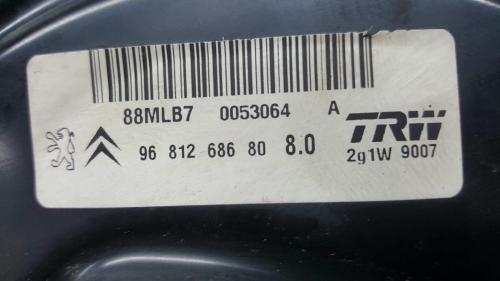 88MLB7 0053064 A
96 812 686 80 8.0
TRW
2g1W 9007